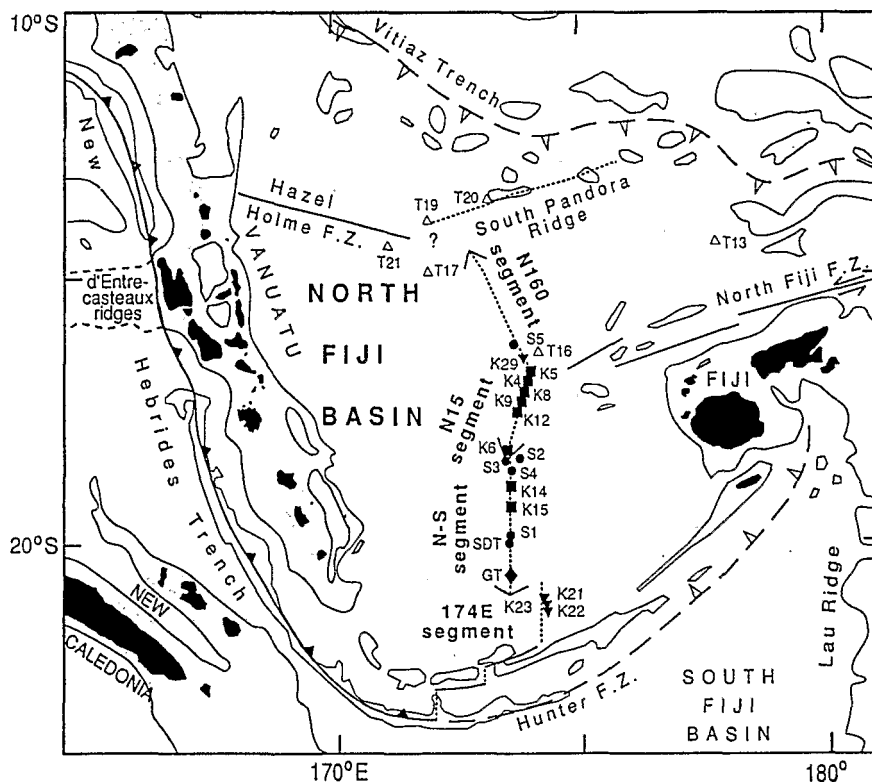 10°S
Vitiaz Trench
New
Hazel
Holme F.Z.
T19
T20
South Pandora
Ridge
?
T21
T17
T13
VANUATU
d'Entre-
casteaux
ridges
NORTH
FIJI
BASIN
N160
segment
North Fiji F.Z.
S5
T16
K29
K5
K4
K8
K9
K12
FIJI
N15
segment
K6
S2
S3
S4
K14
K15
Hebrides
Trench
N-S
segment
S1
SDT
20°S
GT
K21
K23
K22
174E
segment
NEW
CALEDONIA
Lau Ridge
Hunter F.Z.
SOUTH
FIJI
BASIN
170°E
180°